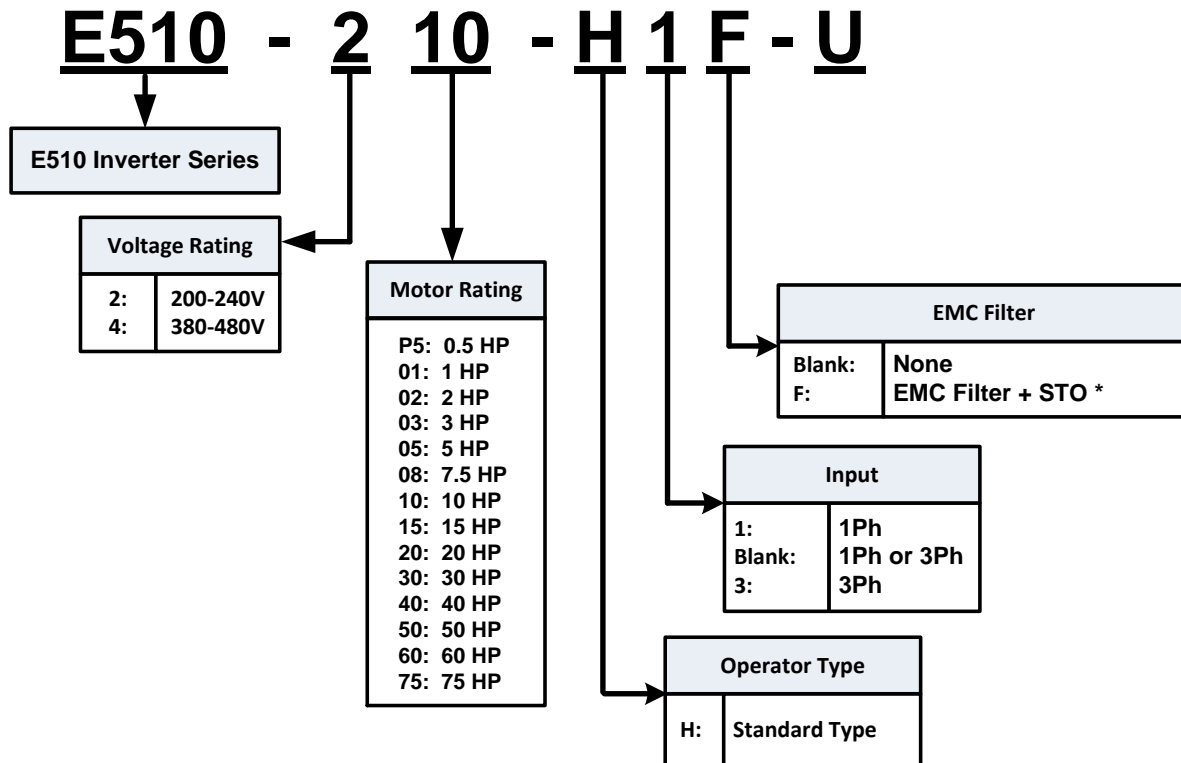 E510 - 2 10 - H 1 F - U
E510 Inverter Series
Voltage Rating
2: 200-240V
4: 380-480V
Motor Rating
P5: 0.5 HP
01: 1 HP
02: 2 HP
03: 3 HP
05: 5 HP
08: 7.5 HP
10: 10 HP
15: 15 HP
20: 20 HP
30: 30 HP
40: 40 HP
50: 50 HP
60: 60 HP
75: 75 HP
EMC Filter
Blank: None
F: EMC Filter + STO *
Input
1: 1Ph
Blank: 1Ph or 3Ph
3: 3Ph
Operator Type
H: Standard Type